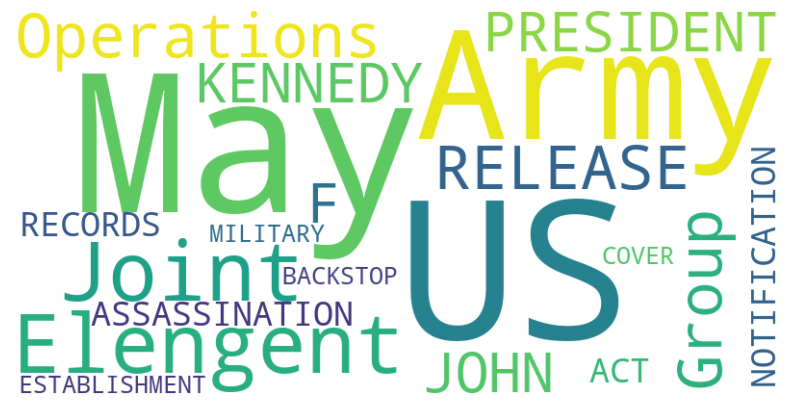 Operations
PRESIDENT
KENNEDY
May
Army
RELEASE
F
RECORDS
MILITARY
US
NOTIFICATION
Joint
BACKSTOP
COVER
Group
ASSASSINATION
Elengent
JOHN
ACT
ESTABLISHMENT